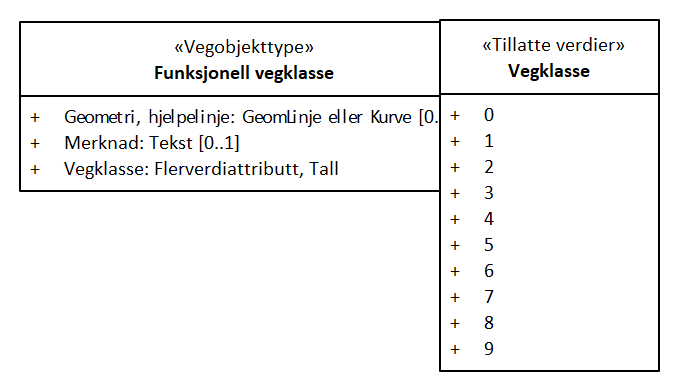 «Vegobjekttype»
Funksjonell vegklasse
+ Geometri, hjelpelinje: GeomLinje eller Kurve [0..
+ Merknad: Tekst [0..1]
+ Vegklasse: Flerverdiattributt, Tall
«Tillatte verdier»
Vegklasse
+ 0
+ 1
+ 2
+ 3
+ 4
+ 5
+ 6
+ 7
+ 8
+ 9